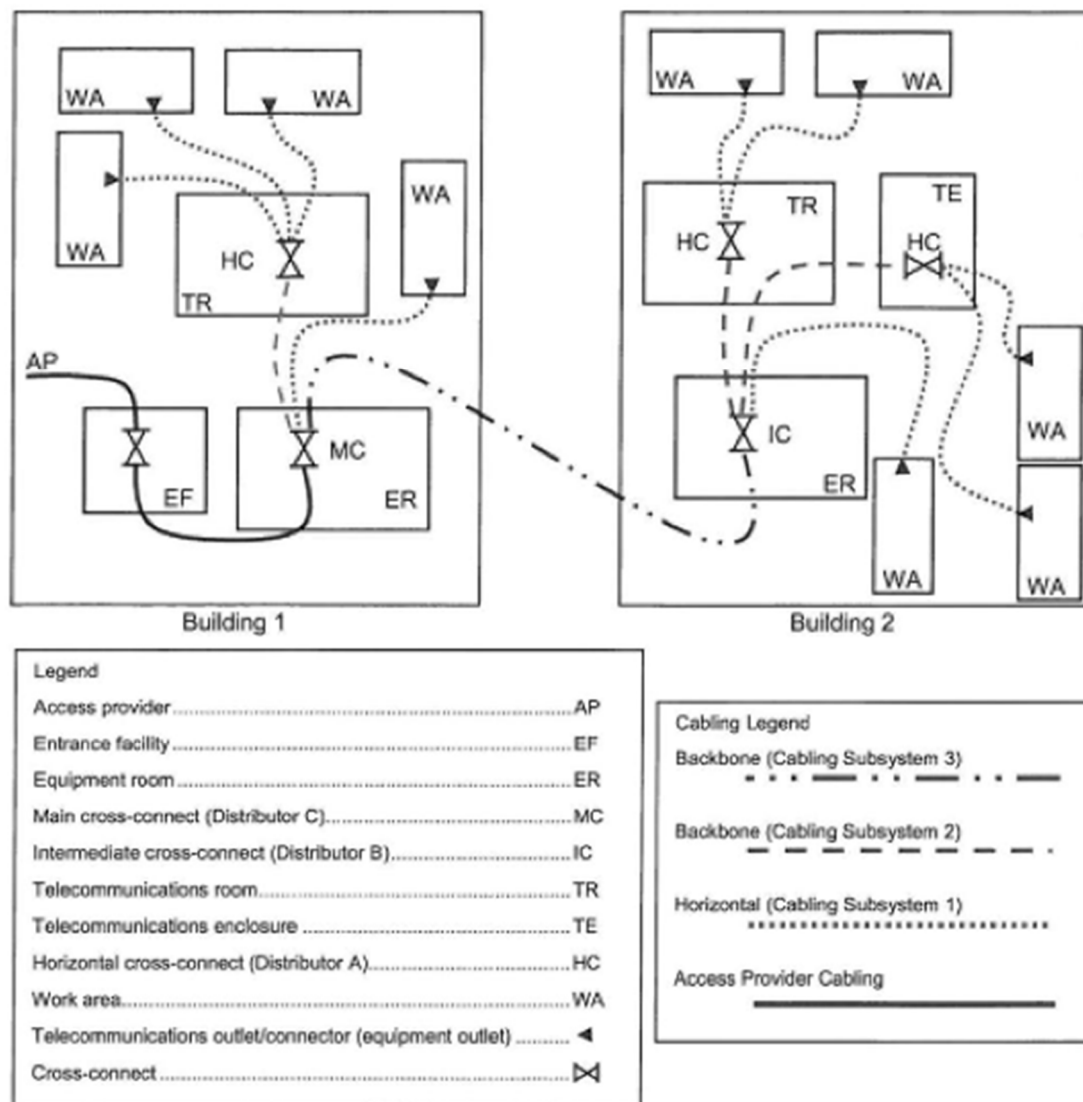 WA
WA
WA
WA
HC
TR
AP
MC
EF
ER
Building 1
WA
WA
TR
TE
HC
HC
IC
ER
WA
WA
WA
Building 2
Legend
Access provider AP
Entrance facility EF
Equipment room ER
Main cross-connect (Distributor C) MC
Intermediate cross-connect (Distributor B) IC
Telecommunications room TR
Telecommunications enclosure TE
Horizontal cross-connect (Distributor A) HC
Work area WA
Telecommunications outlet/connector (equipment outlet)
Cross-connect
Cabling Legend
Backbone (Cabling Subsystem 3)
Backbone (Cabling Subsystem 2)
Horizontal (Cabling Subsystem 1)
Access Provider Cabling